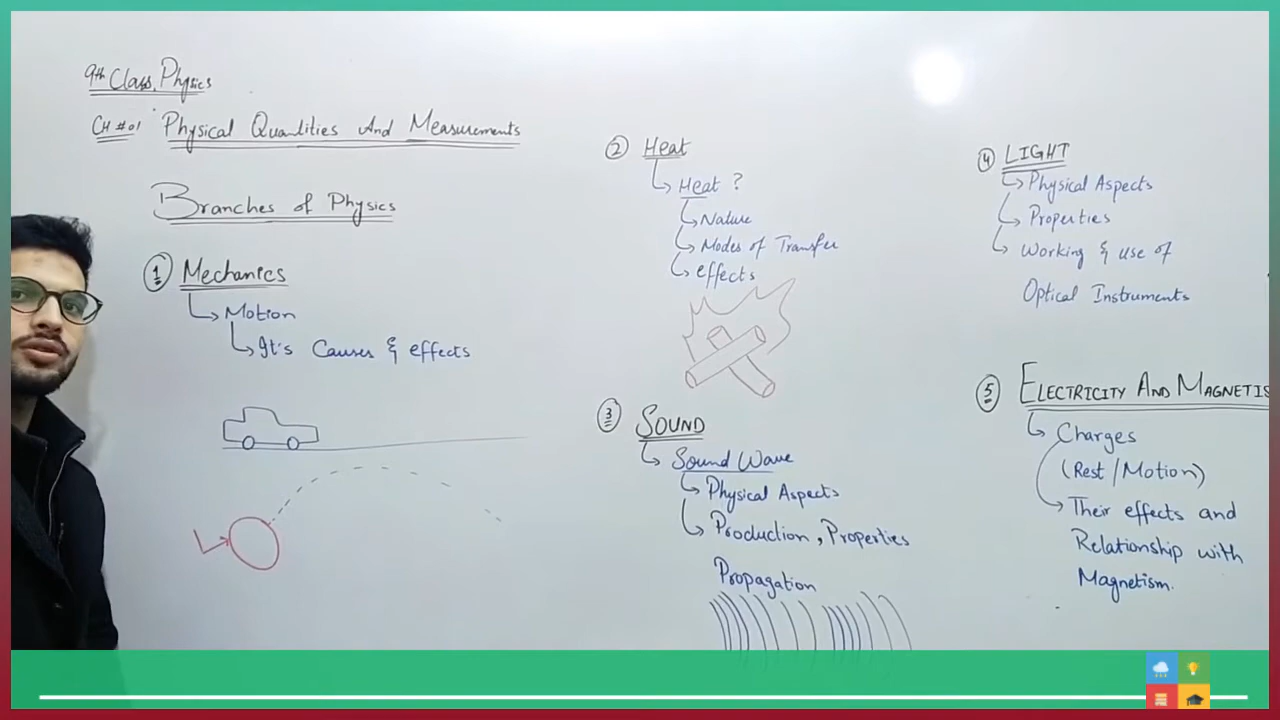 9th Class Physics
CH # 01 Physical Quantities And Measurements
Branches of Physics
1 Mechanics
Motion
It's Causes & effects
2 Heat
Heat ?
Nature
Modes of Transfer
effects
3 SOUND
Sound Wave
Physical Aspects
Production, Properties
Propagation
4 LIGHT
Physical Aspects
Properties
Working & use of
Optical Instruments
5 ELECTRICITY AND MAGNETIS
Charges
(Rest/Motion)
Their effects and
Relationship with
Magnetism.